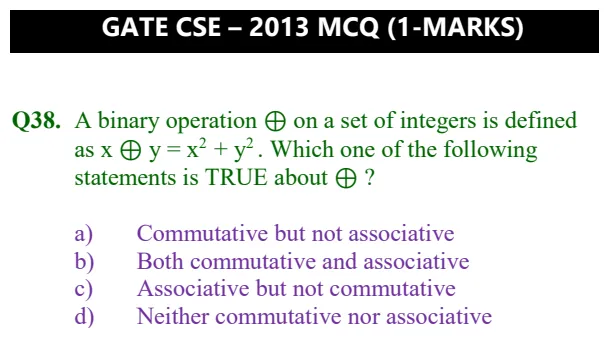 GATE CSE – 2013 MCQ (1-MARKS)
Q38. A binary operation ⊕ on a set of integers is defined
as x ⊕ y = x² + y² . Which one of the following
statements is TRUE about ⊕ ?
a) Commutative but not associative
b) Both commutative and associative
c) Associative but not commutative
d) Neither commutative nor associative